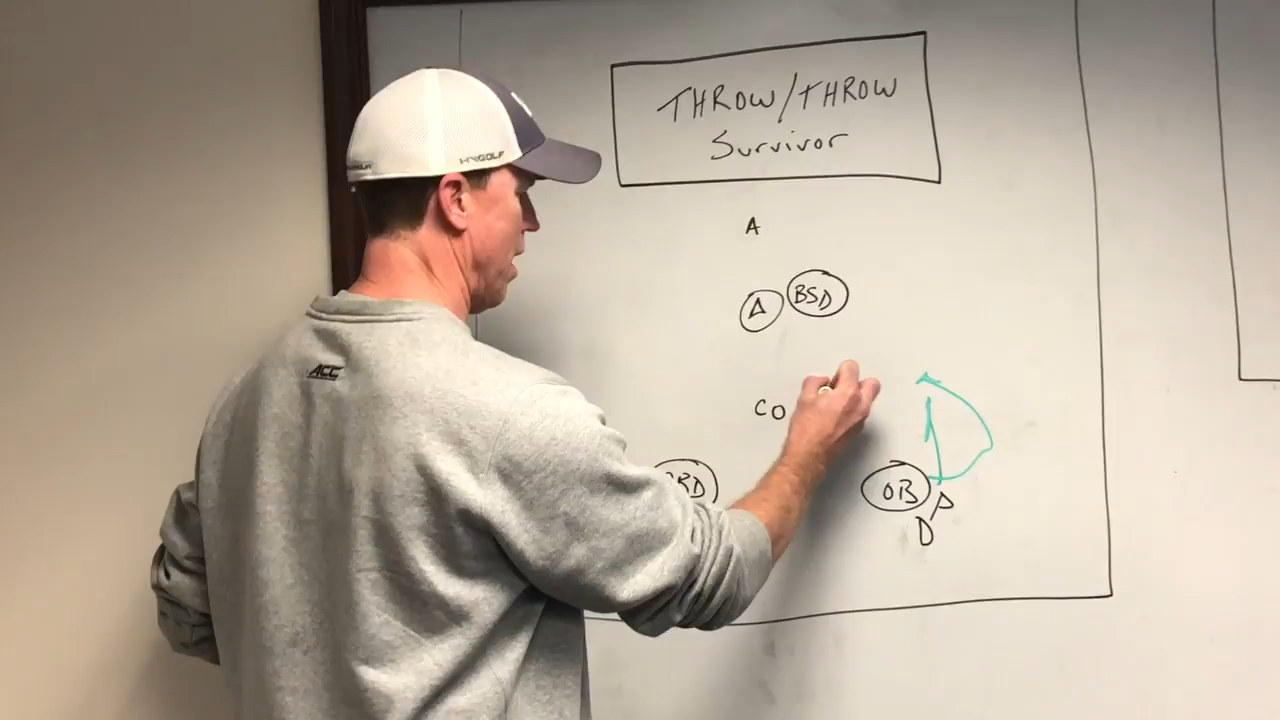 THROW/THROW
Survivor
A
A BSD
CO
OB
D
ACC